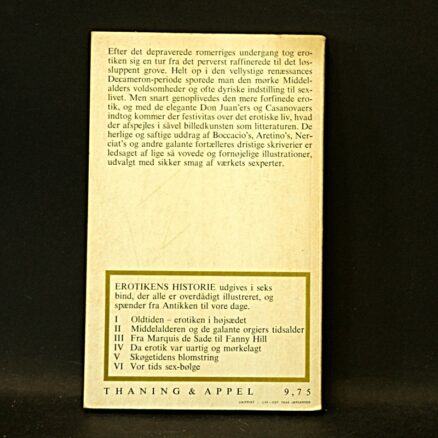 Efter det depraverede romerriges undergang tog ero-
tiken sig en tur fra det perverst raffinerede til det løs-
sluppent grove. Helt op i den vellystige renæssances
Decameron-periode sporede man den mørke Middel-
alders voldsomheder og ofte dyriske indstilling til sex-
livet. Men snart genoplivedes den mere forfinede ero-
tik, og med de elegante Don Juan'ers og Casanovaers
indtog kommer der festivitas over det erotiske liv, hvad
der afspejles i såvel billedkunsten som litteraturen. De
herlige og saftige uddrag af Boccacio's, Aretino's, Ner-
ciat's og andre galante fortælleres dristige skriverier er
ledsaget af lige så vovede og fornøjelige illustrationer,
udvalgt med sikker smag af værkets sexperter.
EROTIKENS HISTORIE udgives i seks
bind, der alle er overdådigt illustreret, og
spænder fra Antikken til vore dage.
I Oldtiden – erotiken i højsædet
II Middelalderen og de galante orgiers tidsalder
III Fra Marquis de Sade til Fanny Hill
IV Da erotik var uartig og mørkelagt
V Skøgetidens blomstring
VI Vor tids sex-bølge
THANING & APPEL 9,75